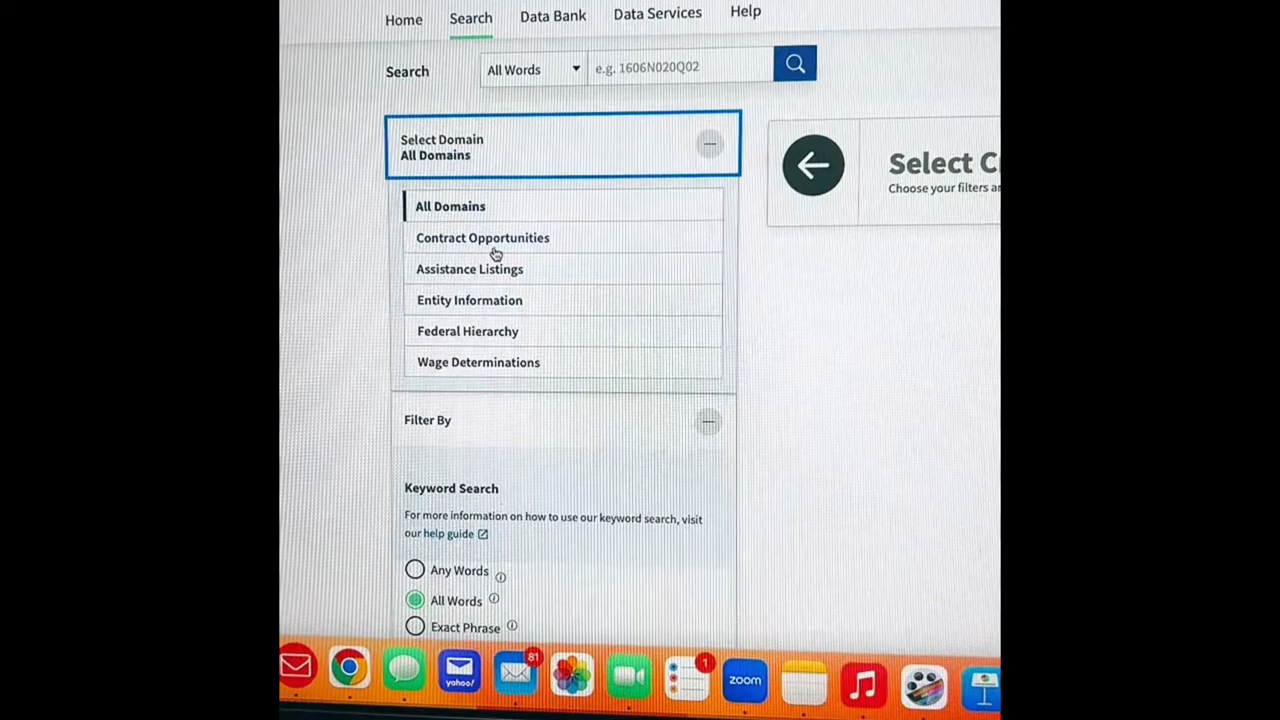 Home Search Data Bank Data Services Help
Search All Words e.g. 1606N020Q02
Select Domain
All Domains
Select C
Choose your filters a
All Domains
Contract Opportunities
Assistance Listings
Entity Information
Federal Hierarchy
Wage Determinations
Filter By
Keyword Search
For more information on how to use our keyword search, visit
our help guide
Any Words
All Words
Exact Phrase
81
1
yahoo!
zoom